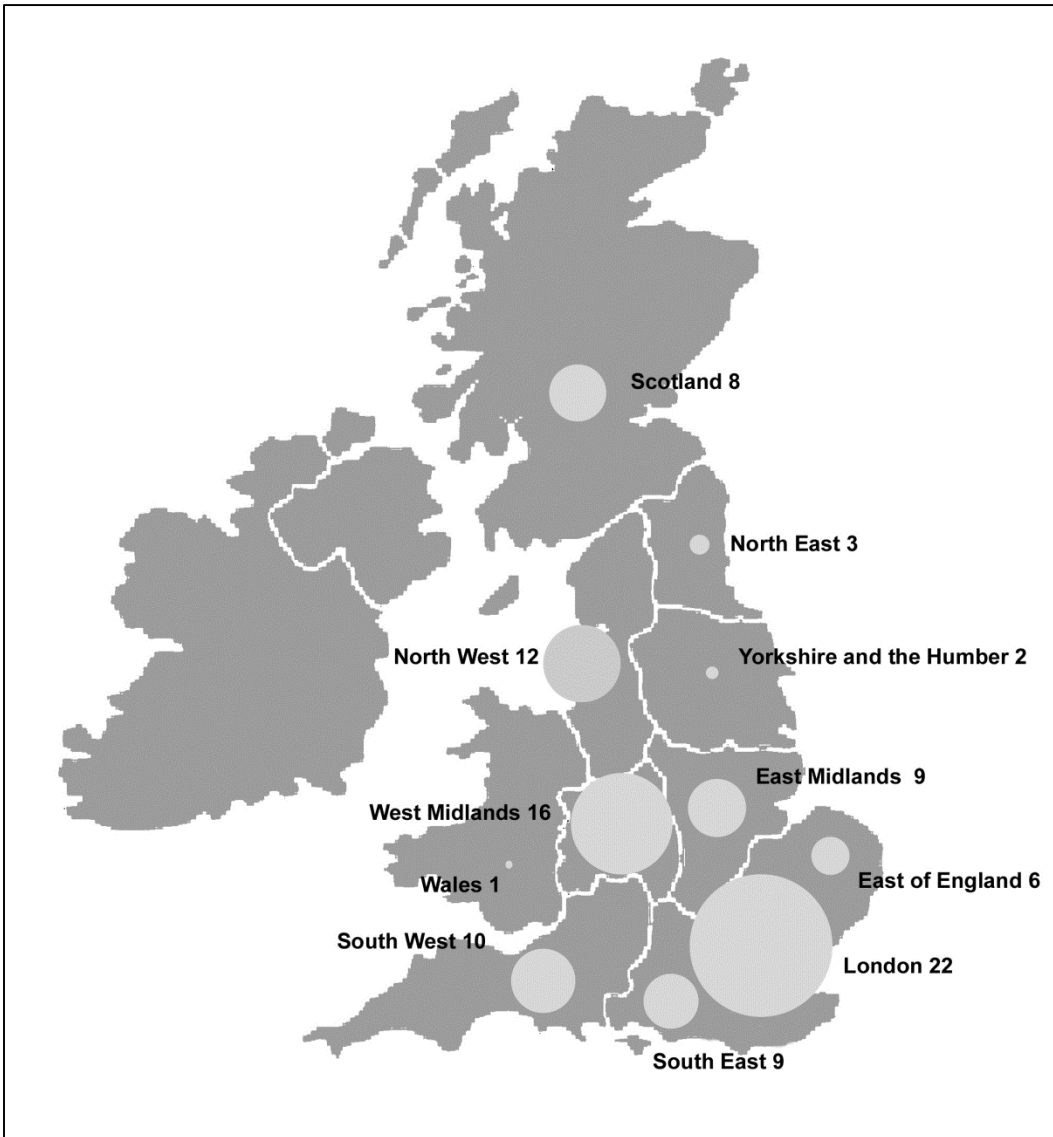 Scotland 8
North East 3
North West 12
Yorkshire and the Humber 2
East Midlands  9
West Midlands 16
East of England 6
Wales 1
South West 10
London 22
South East 9